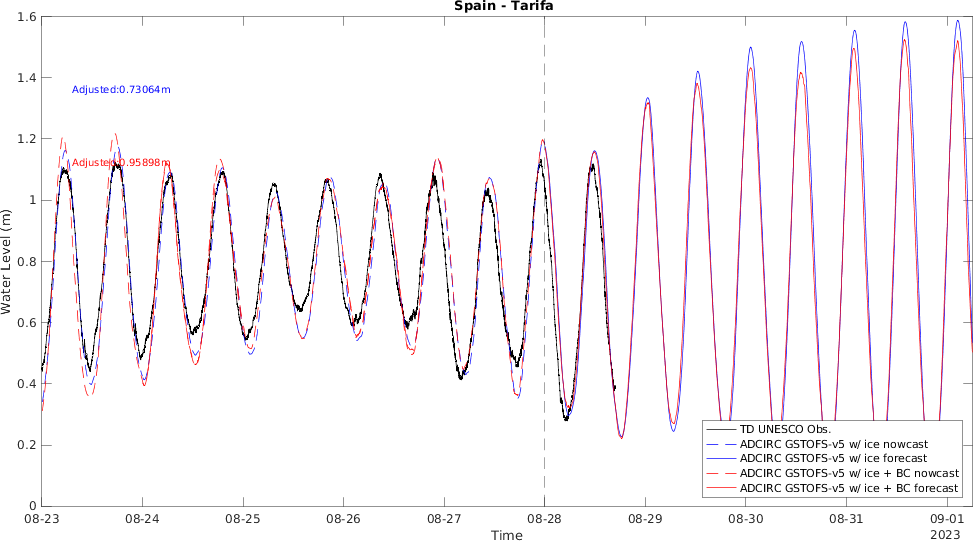 Spain - Tarifa
1.6
1.4
1.2
1
0.8
0.6
0.4
0.2
0
Water Level (m)
Adjusted:0.73064m
Adjusted:0.95898m
TD UNESCO Obs.
ADCIRC GSTOFS-v5 w/ ice nowcast
ADCIRC GSTOFS-v5 w/ ice forecast
ADCIRC GSTOFS-v5 w/ ice + BC nowcast
ADCIRC GSTOFS-v5 w/ ice + BC forecast
08-23 08-24 08-25 08-26 08-27 08-28 08-29 08-30 08-31 09-01
2023
Time